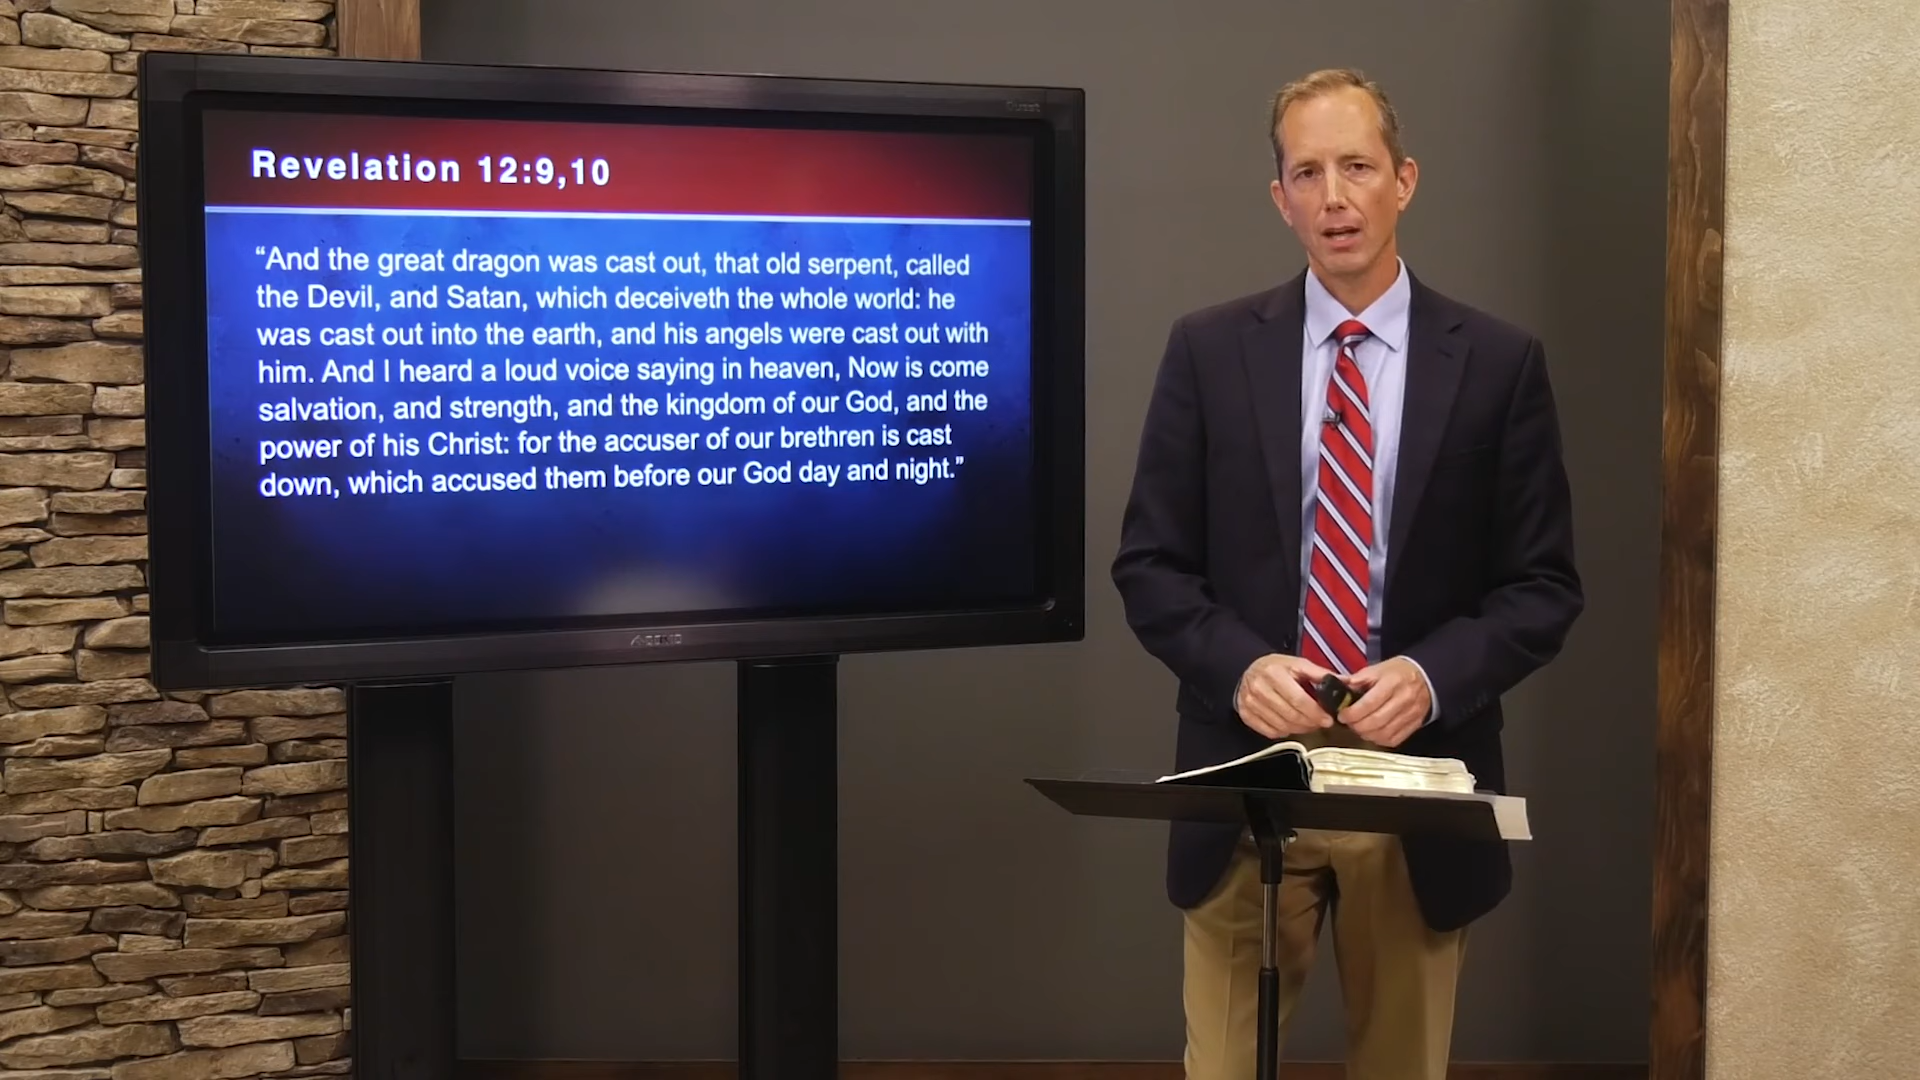 Revelation 12:9,10
“And the great dragon was cast out, that old serpent, called
the Devil, and Satan, which deceiveth the whole world: he
was cast out into the earth, and his angels were cast out with
him. And I heard a loud voice saying in heaven, Now is come
salvation, and strength, and the kingdom of our God, and the
power of his Christ: for the accuser of our brethren is cast
down, which accused them before our God day and night.”